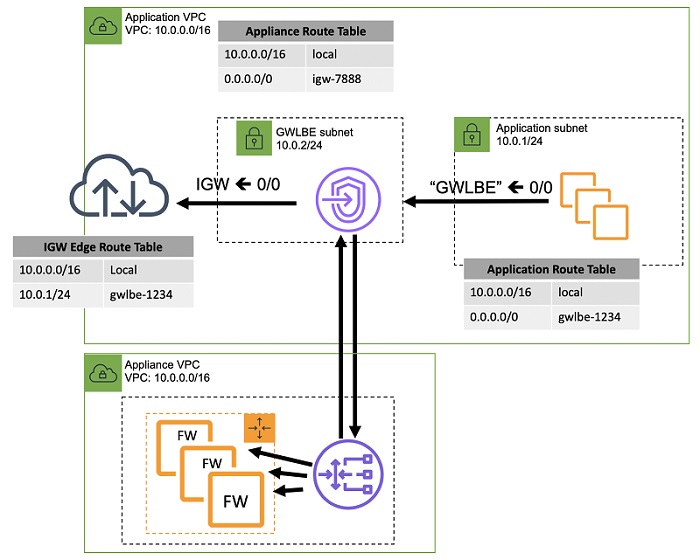 Application VPC
VPC: 10.0.0.0/16
Appliance Route Table
10.0.0.0/16 local
0.0.0.0/0 igw-7888
GWLBE subnet
10.0.2/24
Application subnet
10.0.1/24
IGW 🡰 0/0
“GWLBE” 🡰 0/0
IGW Edge Route Table
10.0.0.0/16 Local
10.0.1/24 gwlbe-1234
Application Route Table
10.0.0.0/16 local
0.0.0.0/0 gwlbe-1234
Appliance VPC
VPC: 10.0.0.0/16
FW
FW
FW